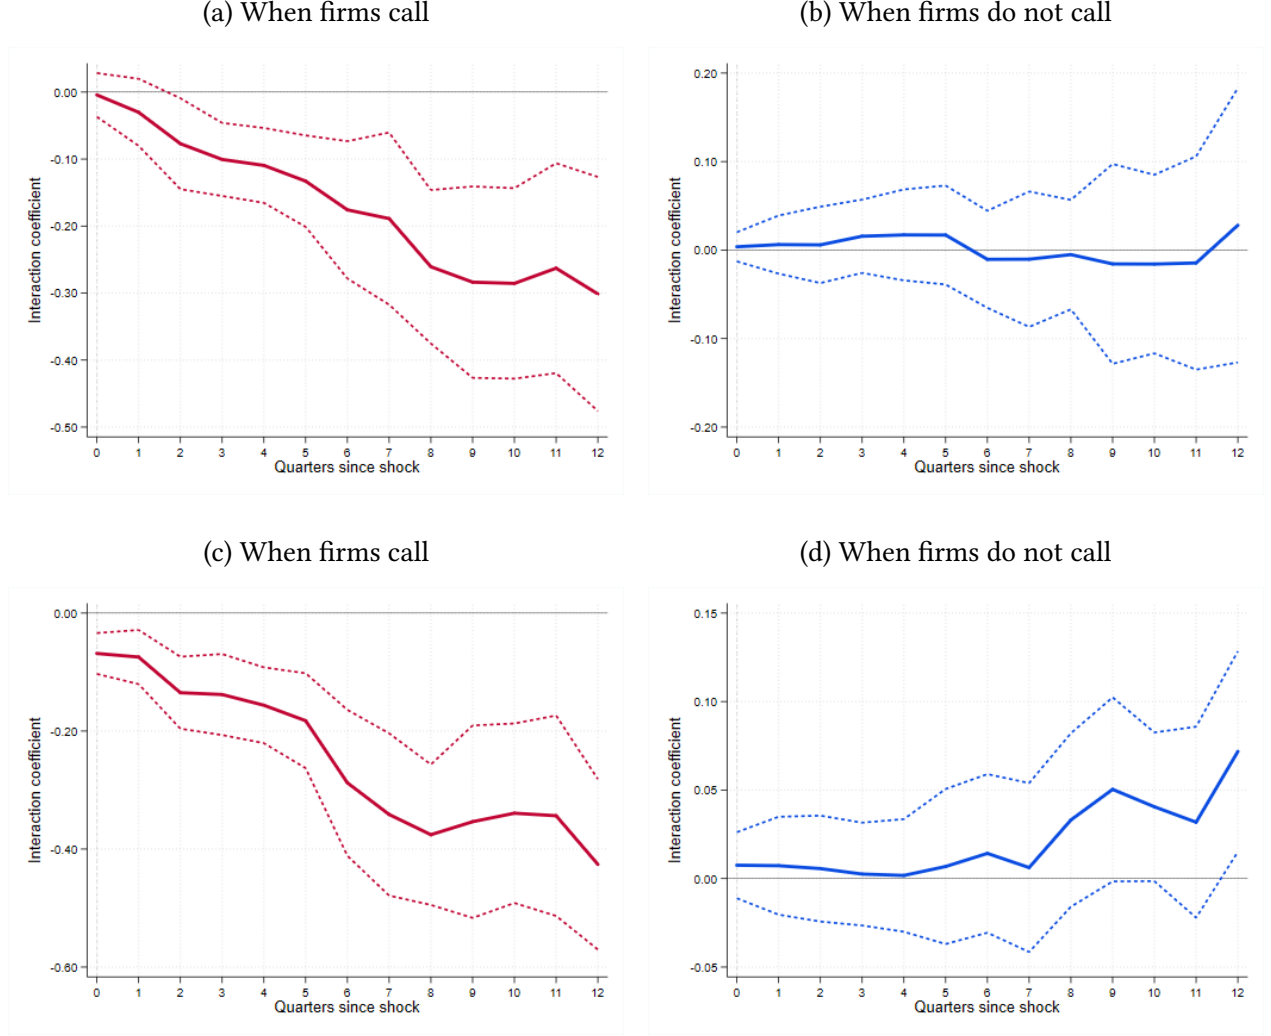 (a) When firms call
0.00
-0.10
-0.20
-0.30
-0.40
-0.50
Interaction coefficient
0 1 2 3 4 5 6 7 8 9 10 11 12
Quarters since shock
(b) When firms do not call
0.20
0.10
0.00
-0.10
-0.20
Interaction coefficient
0 1 2 3 4 5 6 7 8 9 10 11 12
Quarters since shock
(c) When firms call
0.00
-0.20
-0.40
-0.60
Interaction coefficient
0 1 2 3 4 5 6 7 8 9 10 11 12
Quarters since shock
(d) When firms do not call
0.15
0.10
0.05
0.00
-0.05
Interaction coefficient
0 1 2 3 4 5 6 7 8 9 10 11 12
Quarters since shock